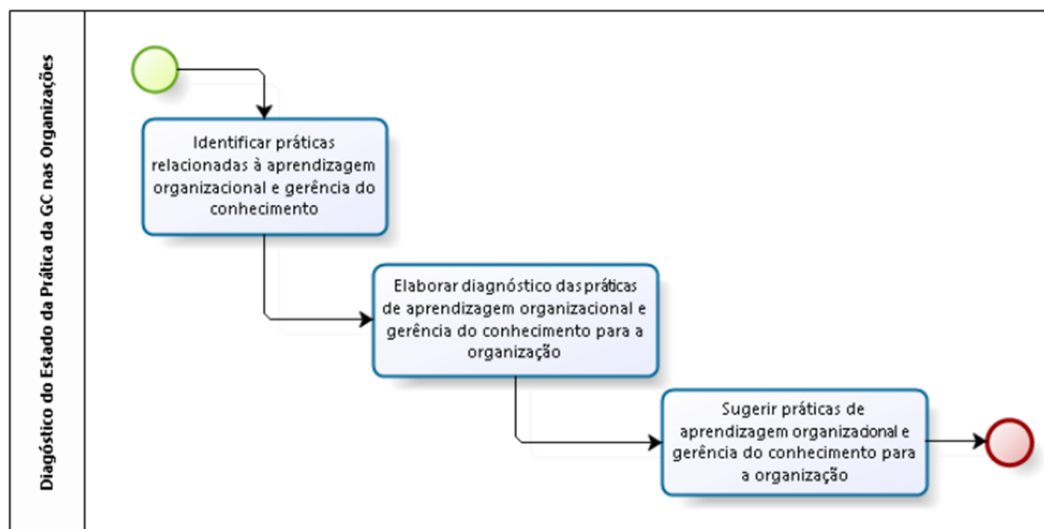 Diagóstico do Estado da Prática da GC nas Organizações
Identificar práticas
relacionadas à aprendizagem
organizacional e gerência do
conhecimento
Elaborar diagnóstico das práticas
de aprendizagem organizacional e
gerência do conhecimento para a
organização
Sugerir práticas de
aprendizagem organizacional e
gerência do conhecimento para
a organização